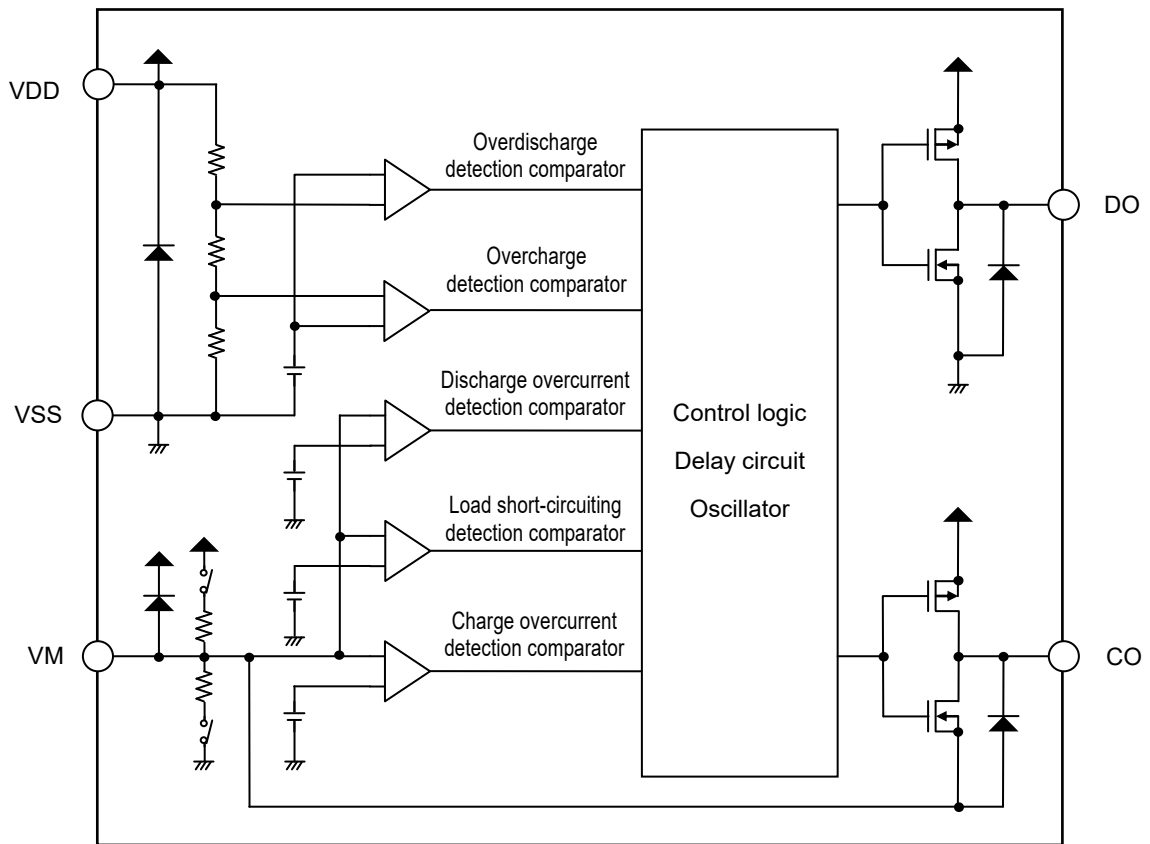 VDD
Overdischarge
detection comparator
DO
Overcharge
detection comparator
VSS
Discharge overcurrent
detection comparator
Control logic
Delay circuit
Oscillator
Load short-circuiting
detection comparator
VM
Charge overcurrent
detection comparator
CO